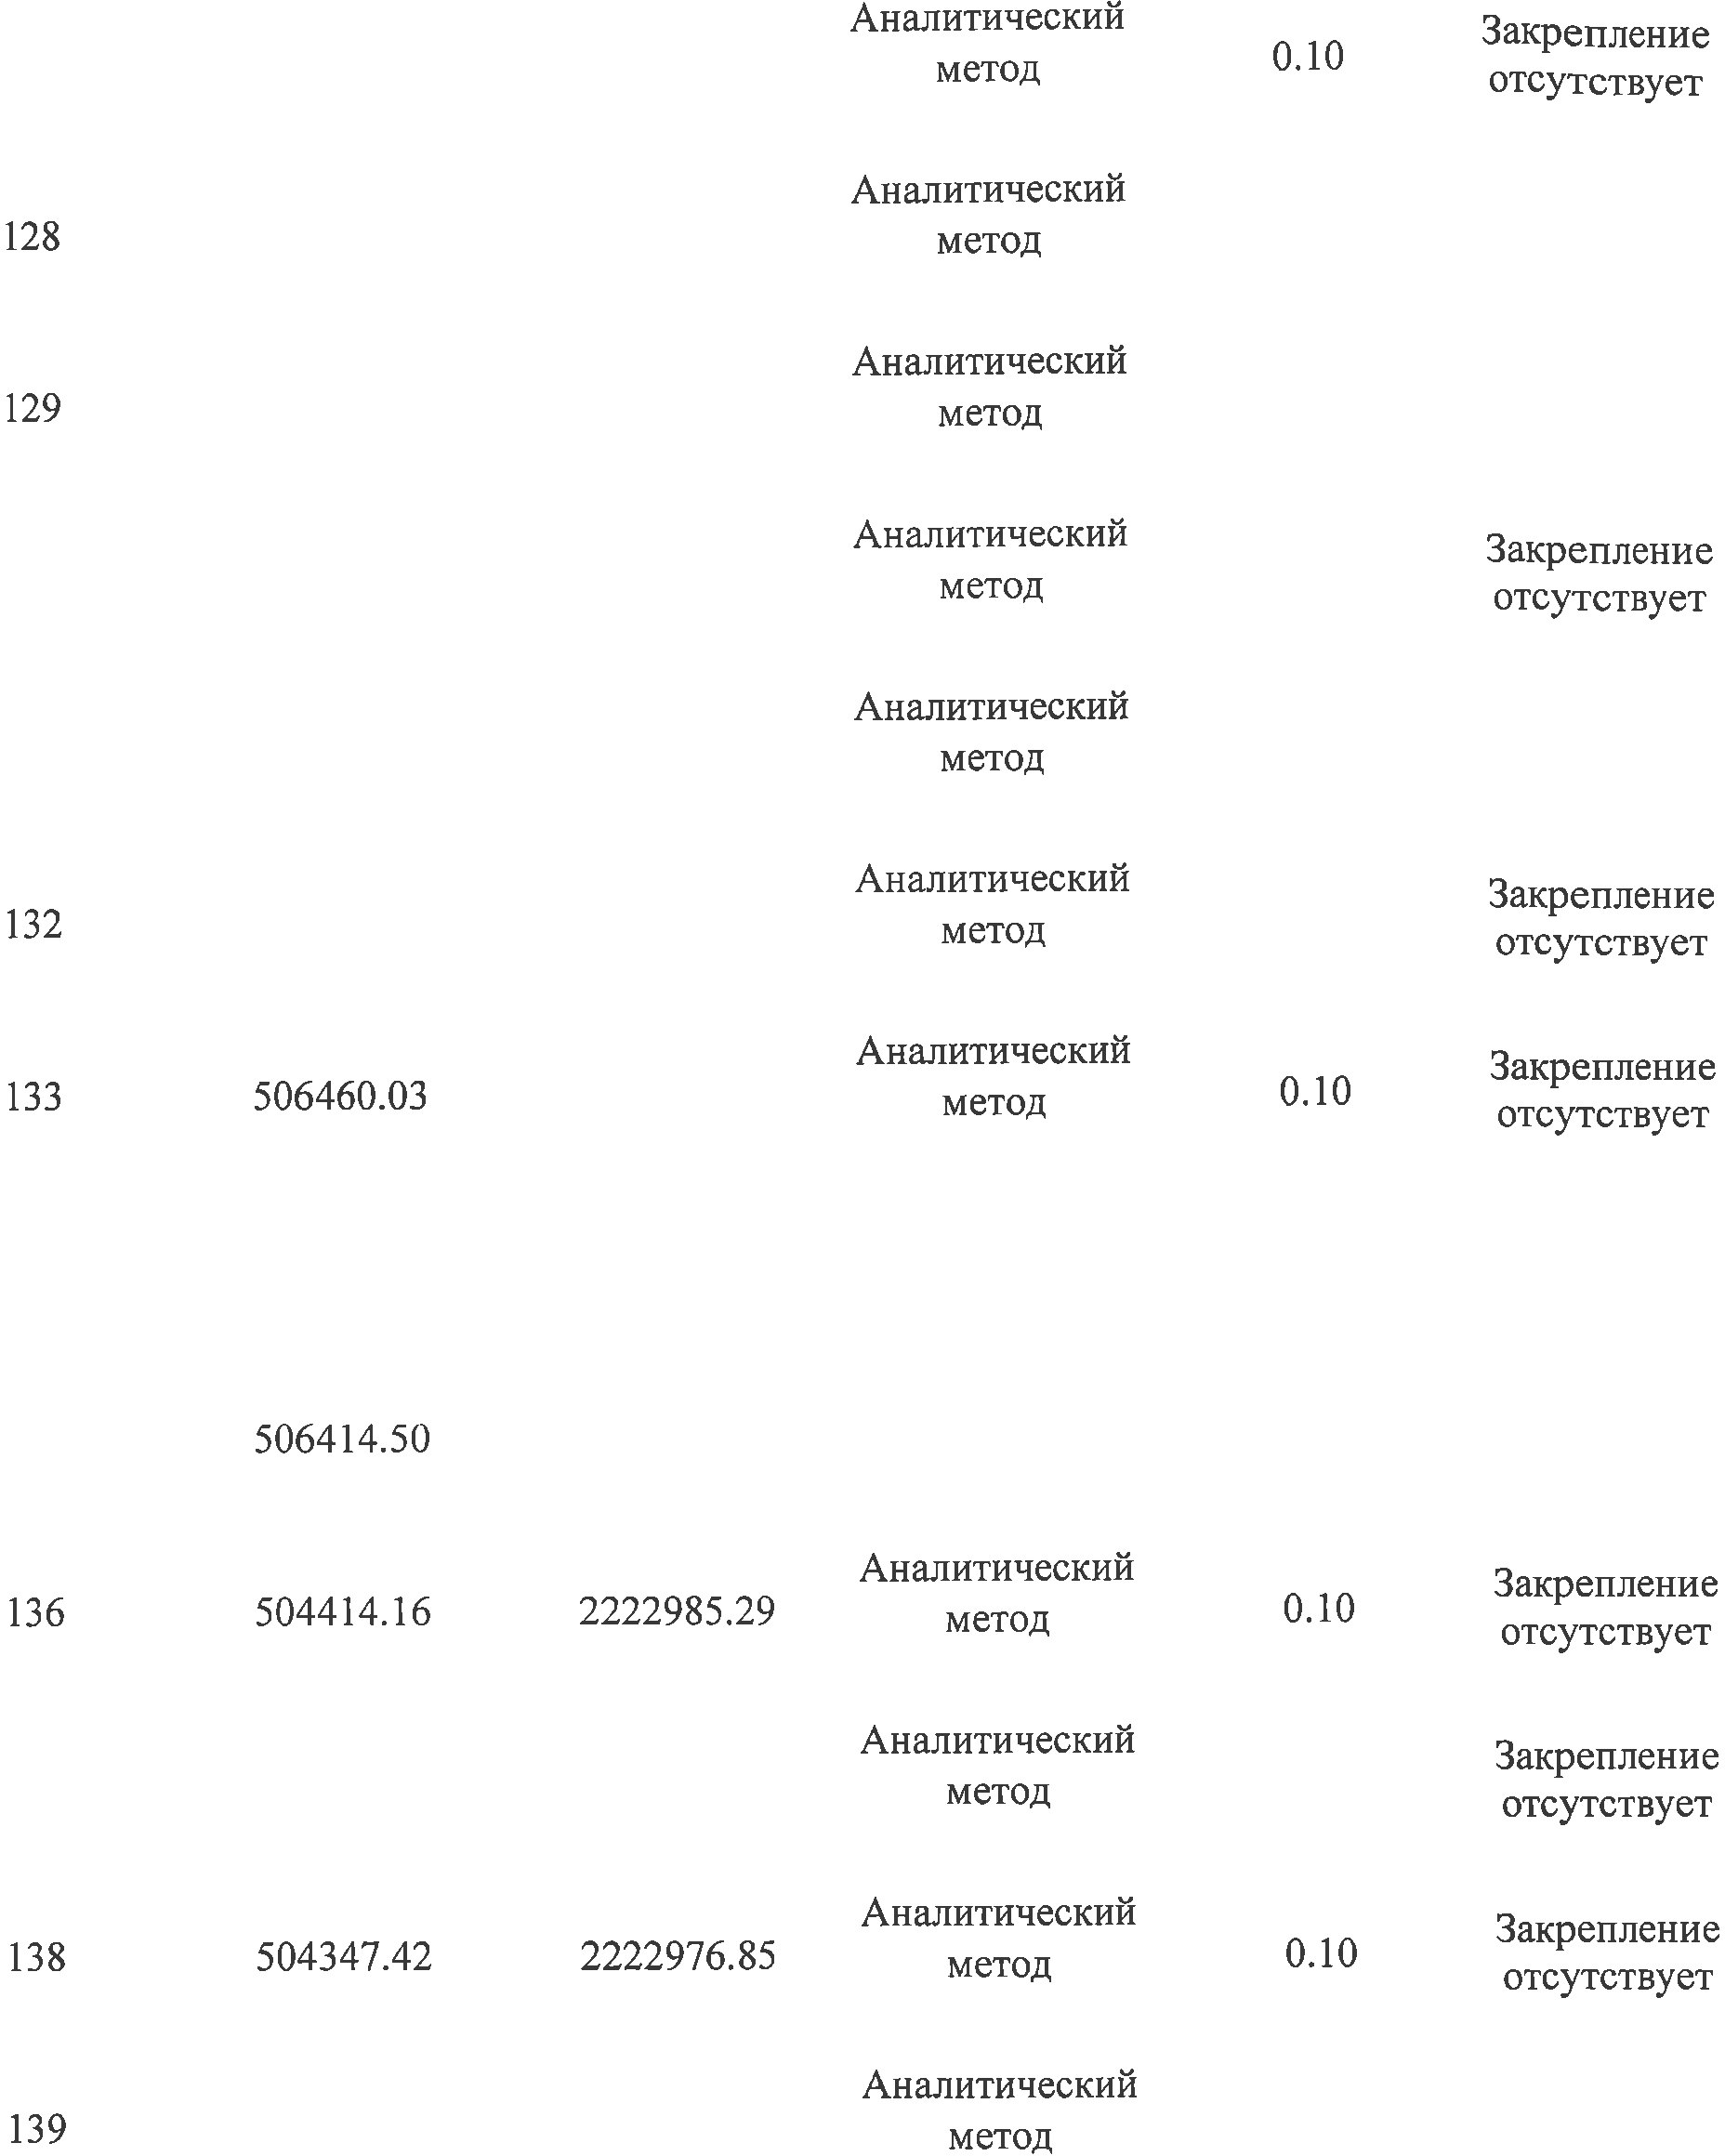 Аналитический
метод
0.10
Закрепление
отсутствует
128
Аналитический
метод
129
Аналитический
метод
Аналитический
метод
Закрепление
отсутствует
Аналитический
метод
132
Аналитический
метод
Закрепление
отсутствует
133
506460.03
Аналитический
метод
0.10
Закрепление
отсутствует
506414.50
136
504414.16
2222985.29
Аналитический
метод
0.10
Закрепление
отсутствует
Аналитический
метод
Закрепление
отсутствует
138
504347.42
2222976.85
Аналитический
метод
0.10
Закрепление
отсутствует
139
Аналитический
метод